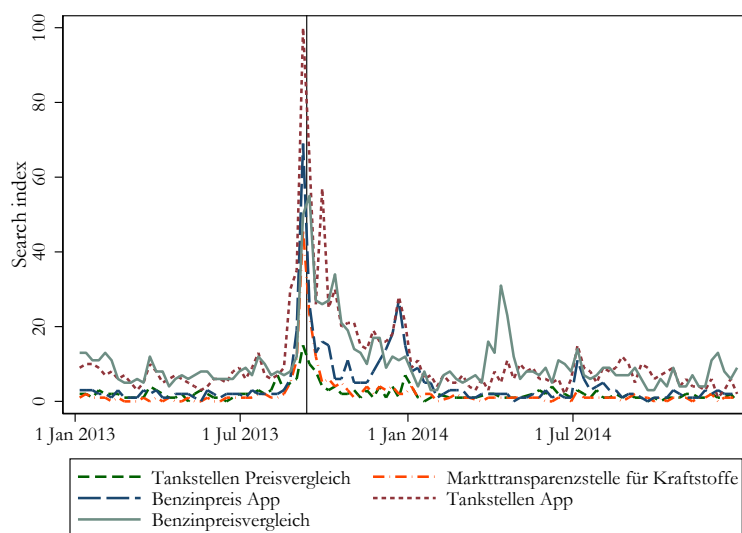 100
80
60
40
20
0
Search index
1 Jan 2013 1 Jul 2013 1 Jan 2014 1 Jul 2014
Tankstellen Preisvergleich Markttransparenzstelle für Kraftstoffe
Benzinpreis App Tankstellen App
Benzinpreisvergleich